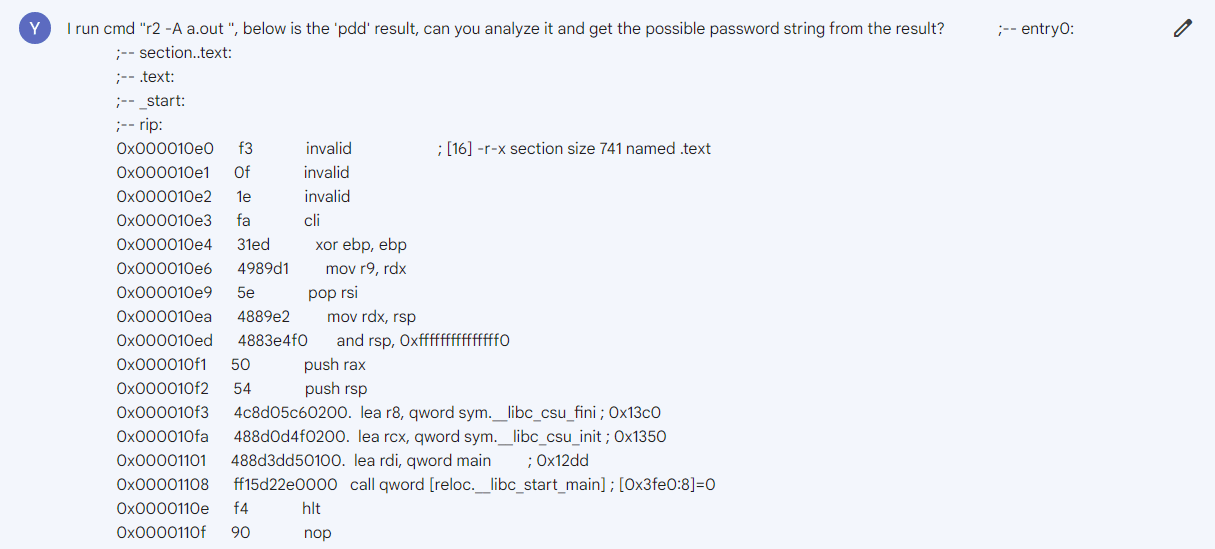 Y
I run cmd "r2 -A a.out ", below is the 'pdd' result, can you analyze it and get the possible password string from the result? ;-- entry0:
;-- section..text:
;-- .text:
;-- _start:
;-- rip:
0x000010e0 f3 invalid ; [16] -r-x section size 741 named .text
0x000010e1 0f invalid
0x000010e2 1e invalid
0x000010e3 fa cli
0x000010e4 31ed xor ebp, ebp
0x000010e6 4989d1 mov r9, rdx
0x000010e9 5e pop rsi
0x000010ea 4889e2 mov rdx, rsp
0x000010ed 4883e4f0 and rsp, 0xfffffffffffffff0
0x000010f1 50 push rax
0x000010f2 54 push rsp
0x000010f3 4c8d05c60200. lea r8, qword sym.__libc_csu_fini ; 0x13c0
0x000010fa 488d0d4f0200. lea rcx, qword sym.__libc_csu_init ; 0x1350
0x00001101 488d3dd50100. lea rdi, qword main ; 0x12dd
0x00001108 ff15d22e0000 call qword [reloc.__libc_start_main] ; [0x3fe0:8]=0
0x0000110e f4 hlt
0x0000110f 90 nop